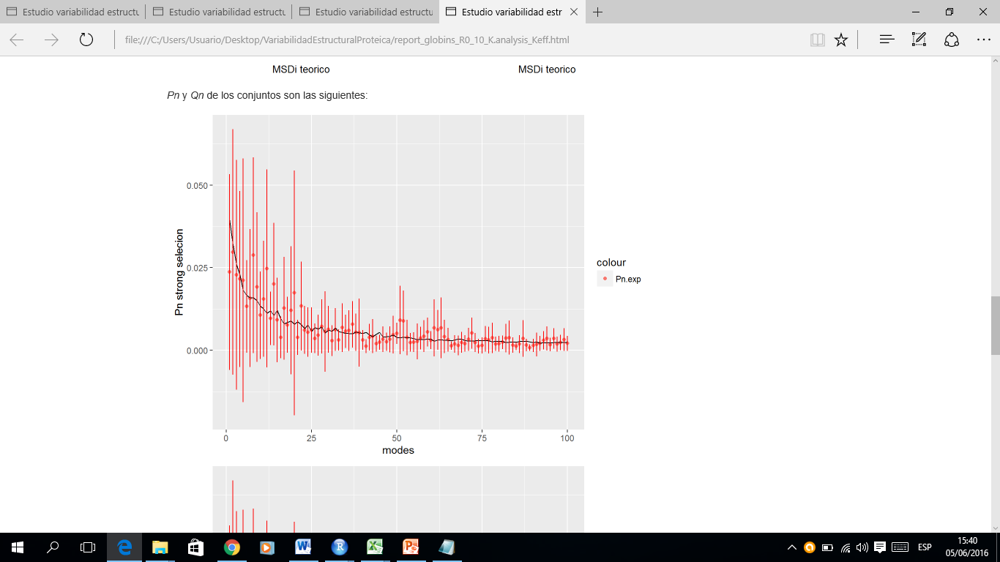 Estudio variabilidad estructu
Estudio variabilidad estructu
Estudio variabilidad estructu
Estudio variabilidad estr
file:///C:/Users/Usuario/Desktop/VariabilidadEstructuralProteica/report_globins_R0_10_K.analysis_Keff.html
MSDi teorico
MSDi teorico
Pn y Qn de los conjuntos son las siguientes:
0.050
0.025
0.000
Pn strong selecion
0
25
50
75
100
modes
colour
Pn.exp
ESP
15:40
05/06/2016